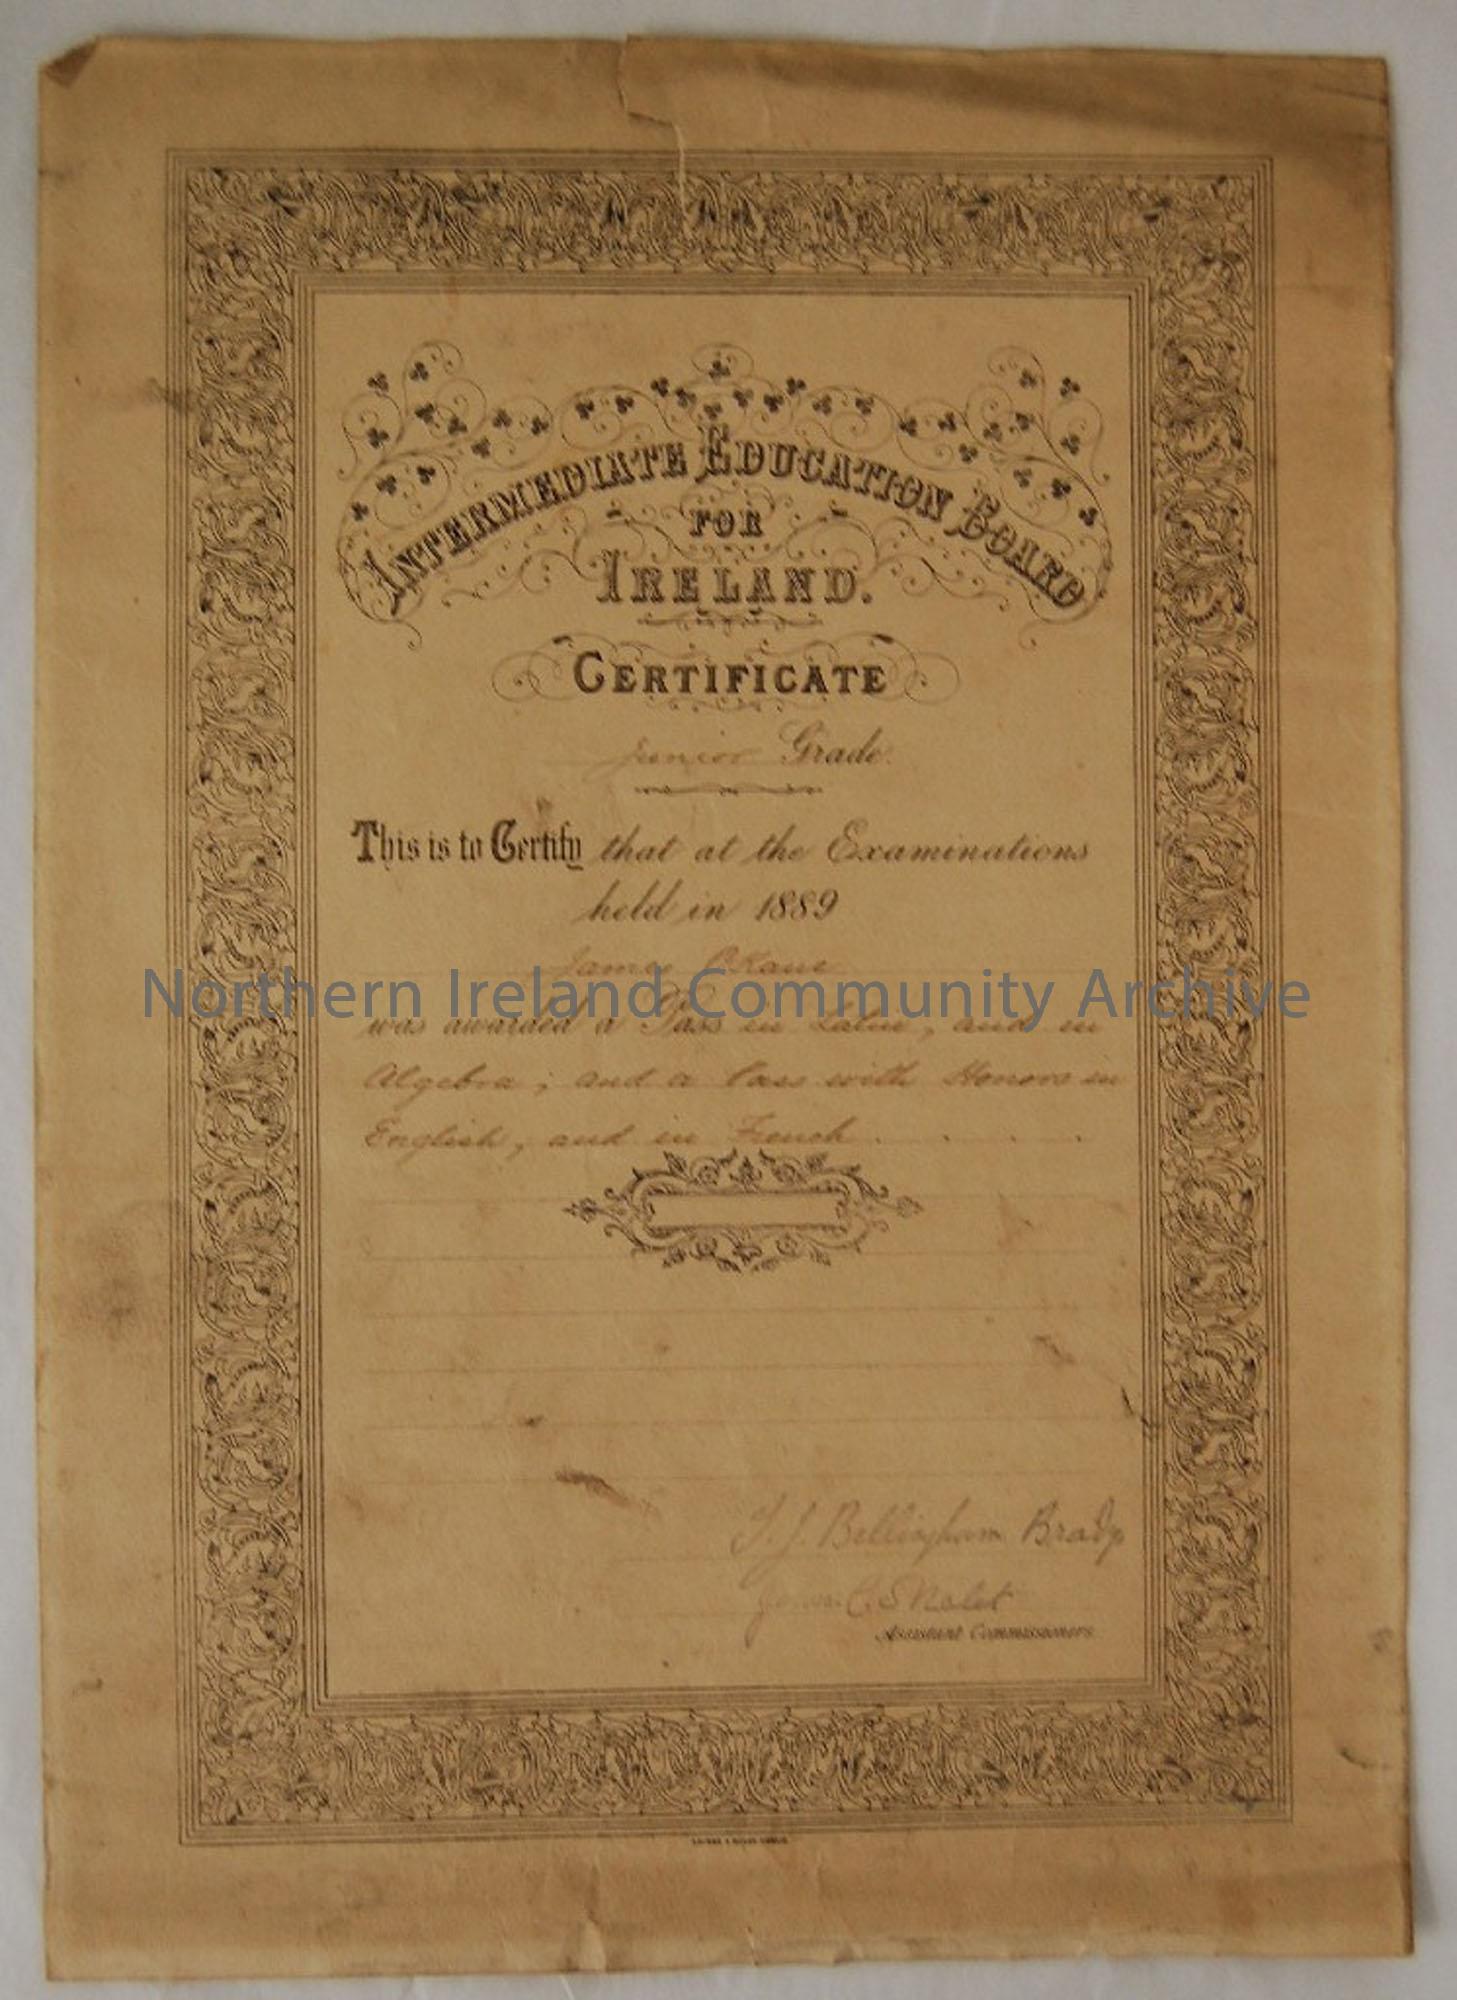 INTERMEDIATE EDUCATION BOARD
FOR
IRELAND.
CERTIFICATE
Junior Grade.
This is to Certify that at the Examinations
held in 1889
James O'Kane
Northern Ireland Community Archive
was awarded a Pass in Latin, and in
Algebra; and a Pass with Honors in
English, and in French . . . .
T. J. Bellingham Brady
Assistant Commissioners